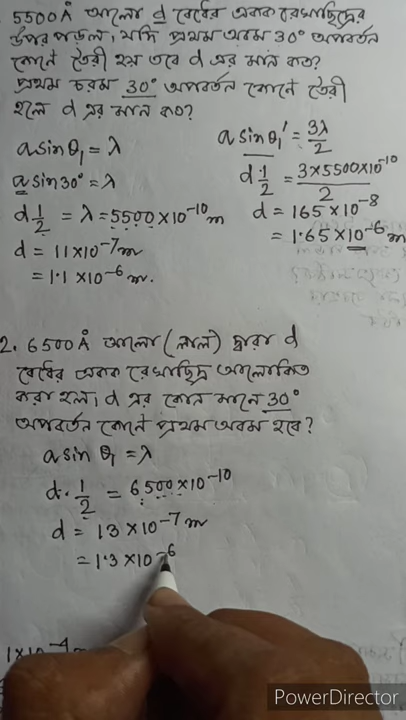 5500Å আলো d বেধের একক রেখাছিদ্রের
উপর পড়ল, যদি প্রথম অবম 30° অপবর্তন
কোনে তৈরী হয় তবে d এর মান কত?
প্রথম চরম 30° অপবর্তন কোনে তৈরী
হলে d এর মান কত?
a sin θ₁ = λ
a sin 30° = λ
d 1/2 = λ = 5500 × 10⁻¹⁰ m
d = 11 × 10⁻⁷ m
= 1.1 × 10⁻⁶ m.
a sin θ₁' = 3λ/2
d 1/2 = 3×5500×10⁻¹⁰/2
d = 165 × 10⁻⁸
= 1.65 × 10⁻⁶ m
2. 6500Å আলো (লাল) দ্বারা d
বেধের একক রেখাছিদ্র আলোকিত
করা হল, d এর কোন মানে 30°
অপবর্তন কোনে প্রথম অবম হবে?
a sin θ₁ = λ
d · 1/2 = 6500 × 10⁻¹⁰
d = 13 × 10⁻⁷ m
= 1.3 × 10⁻⁶
PowerDirector